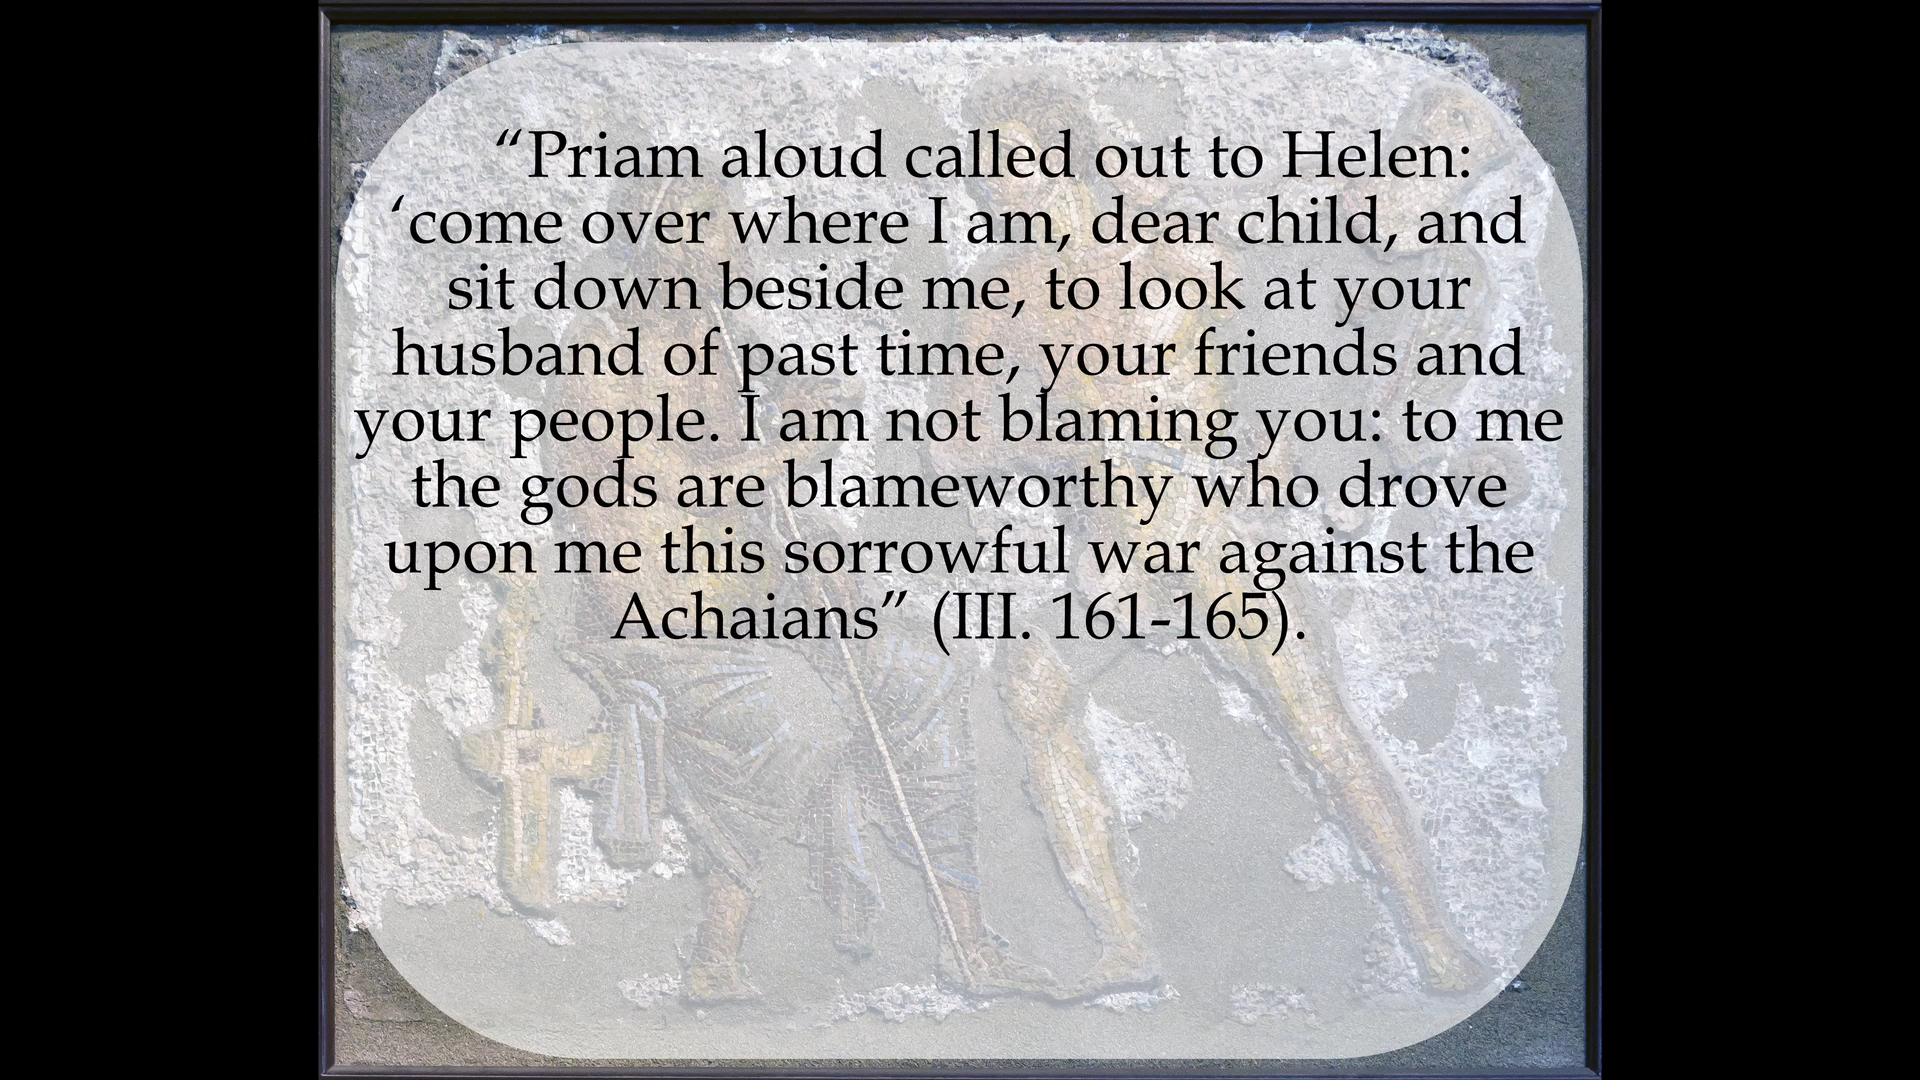 “Priam aloud called out to Helen:
‘come over where I am, dear child, and
sit down beside me, to look at your
husband of past time, your friends and
your people. I am not blaming you: to me
the gods are blameworthy who drove
upon me this sorrowful war against the
Achaians” (III. 161-165).